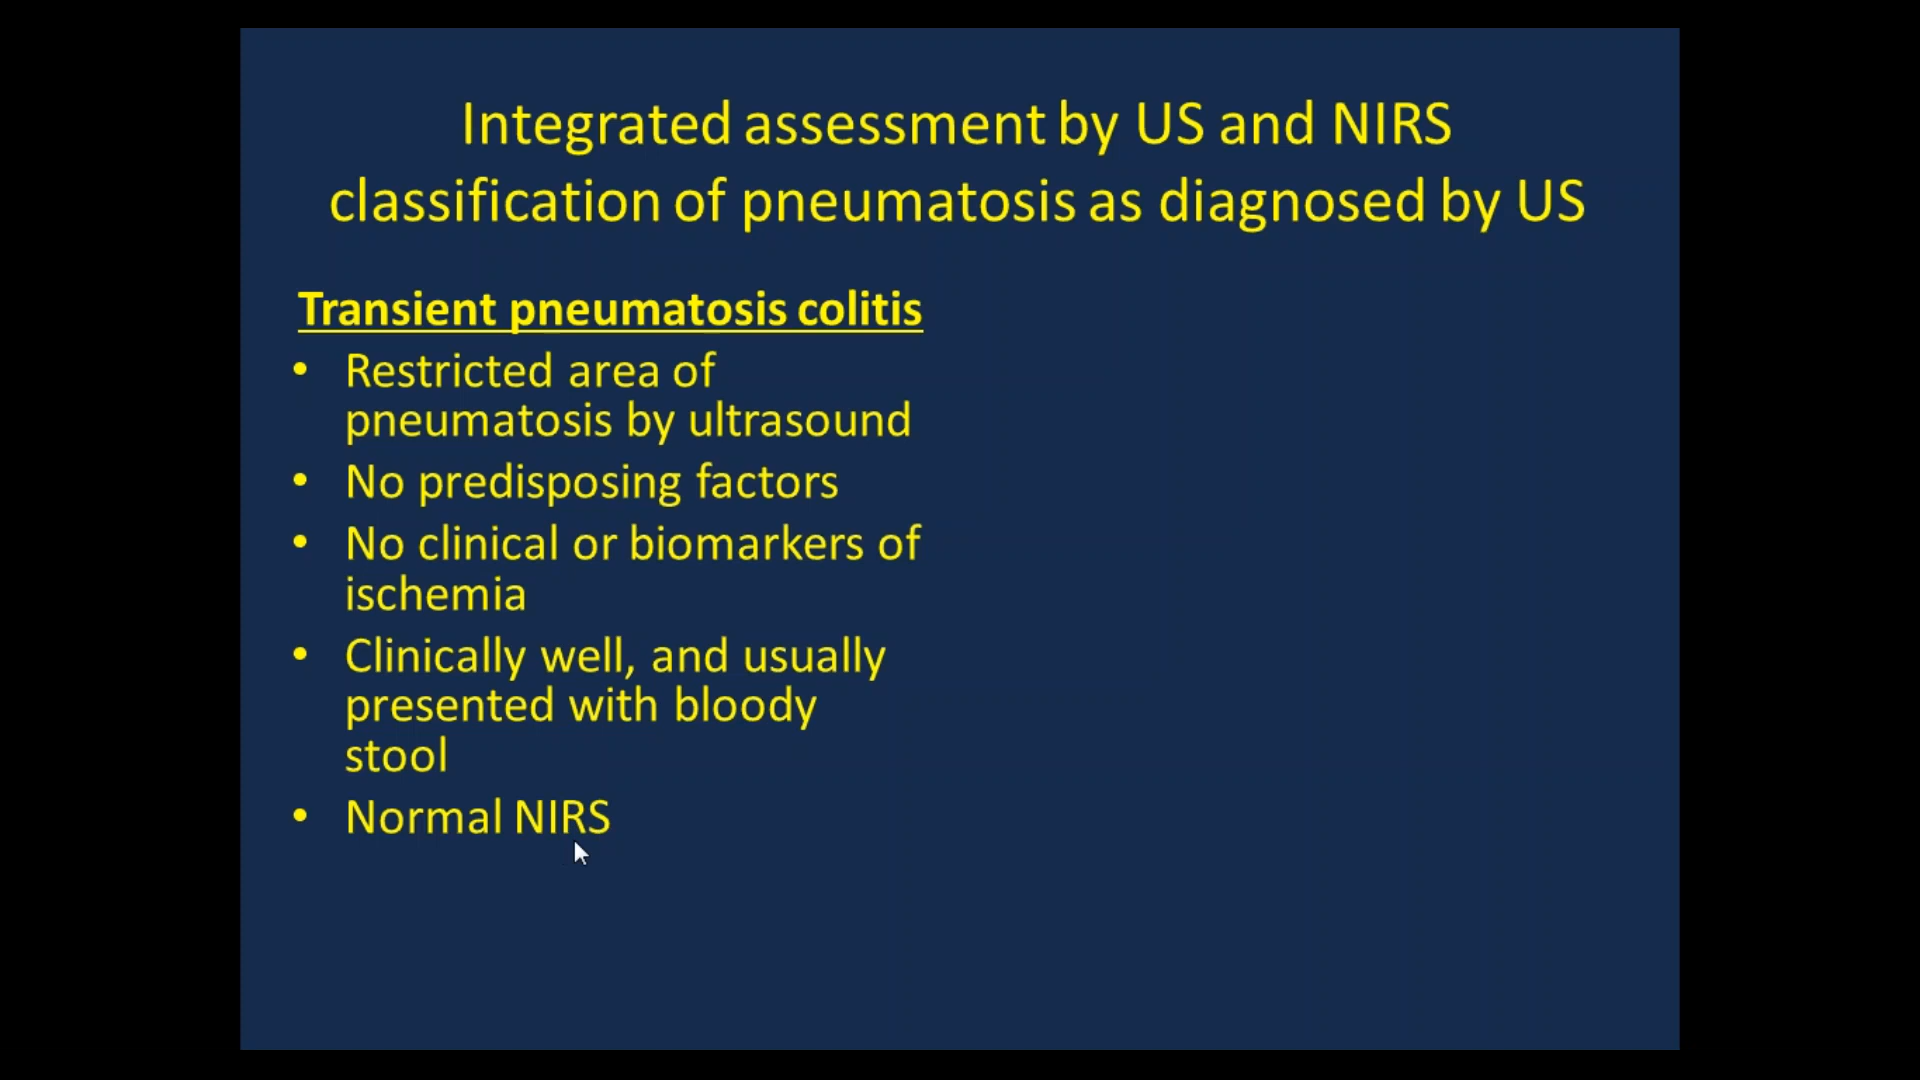 Integrated assessment by US and NIRS
classification of pneumatosis as diagnosed by US
Transient pneumatosis colitis
• Restricted area of
pneumatosis by ultrasound
• No predisposing factors
• No clinical or biomarkers of
ischemia
• Clinically well, and usually
presented with bloody
stool
• Normal NIRS